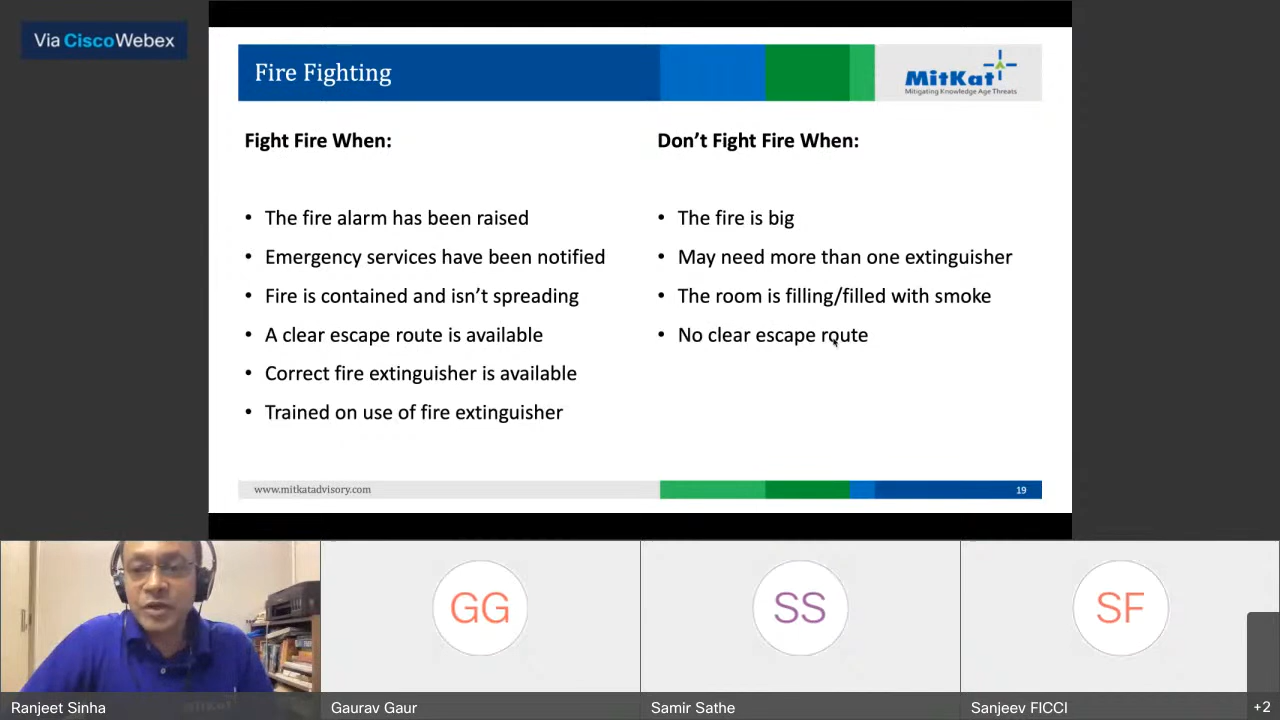 Via Cisco Webex
Fire Fighting
MitKat
Mitigating Knowledge Age Threats
Fight Fire When:
• The fire alarm has been raised
• Emergency services have been notified
• Fire is contained and isn't spreading
• A clear escape route is available
• Correct fire extinguisher is available
• Trained on use of fire extinguisher
Don't Fight Fire When:
• The fire is big
• May need more than one extinguisher
• The room is filling/filled with smoke
• No clear escape route
www.mitkatadvisory.com
19
GG
SS
SF
Ranjeet Sinha
Gaurav Gaur
Samir Sathe
Sanjeev FICCI
+2